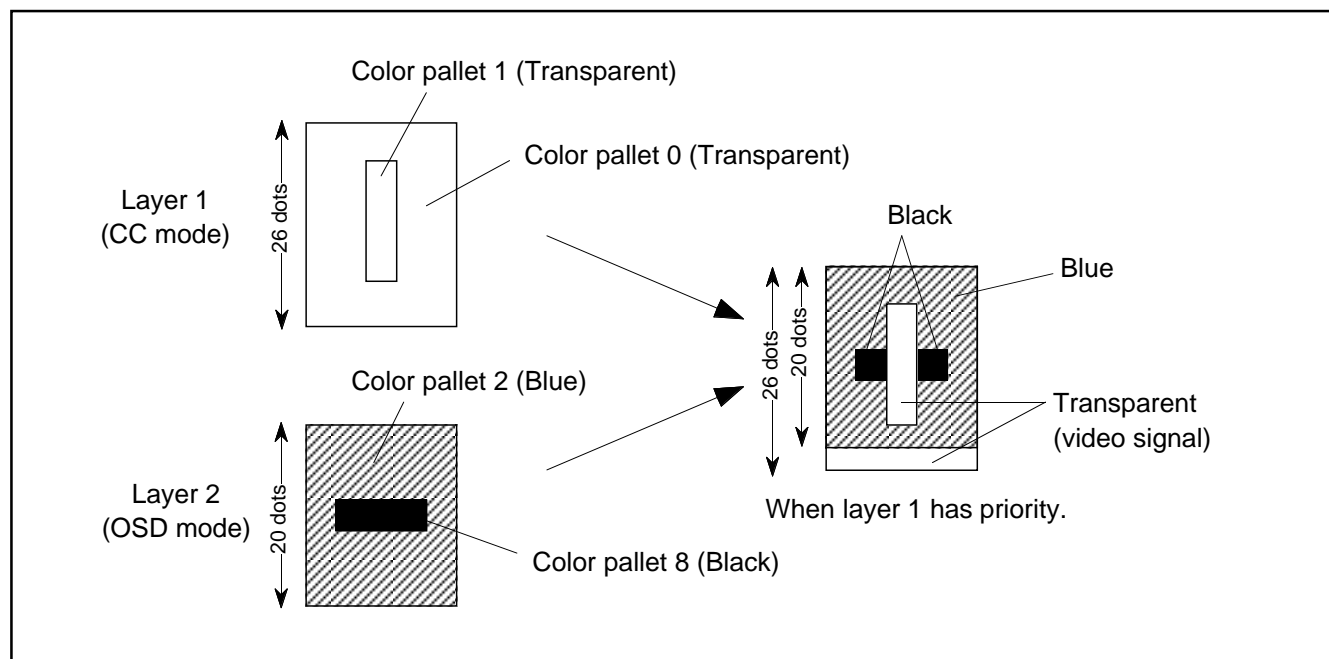 Color pallet 1 (Transparent)
Color pallet 0 (Transparent)
Layer 1
(CC mode)
26 dots
Color pallet 2 (Blue)
Layer 2
(OSD mode)
20 dots
Color pallet 8 (Black)
Black
Blue
26 dots
20 dots
Transparent
(video signal)
When layer 1 has priority.